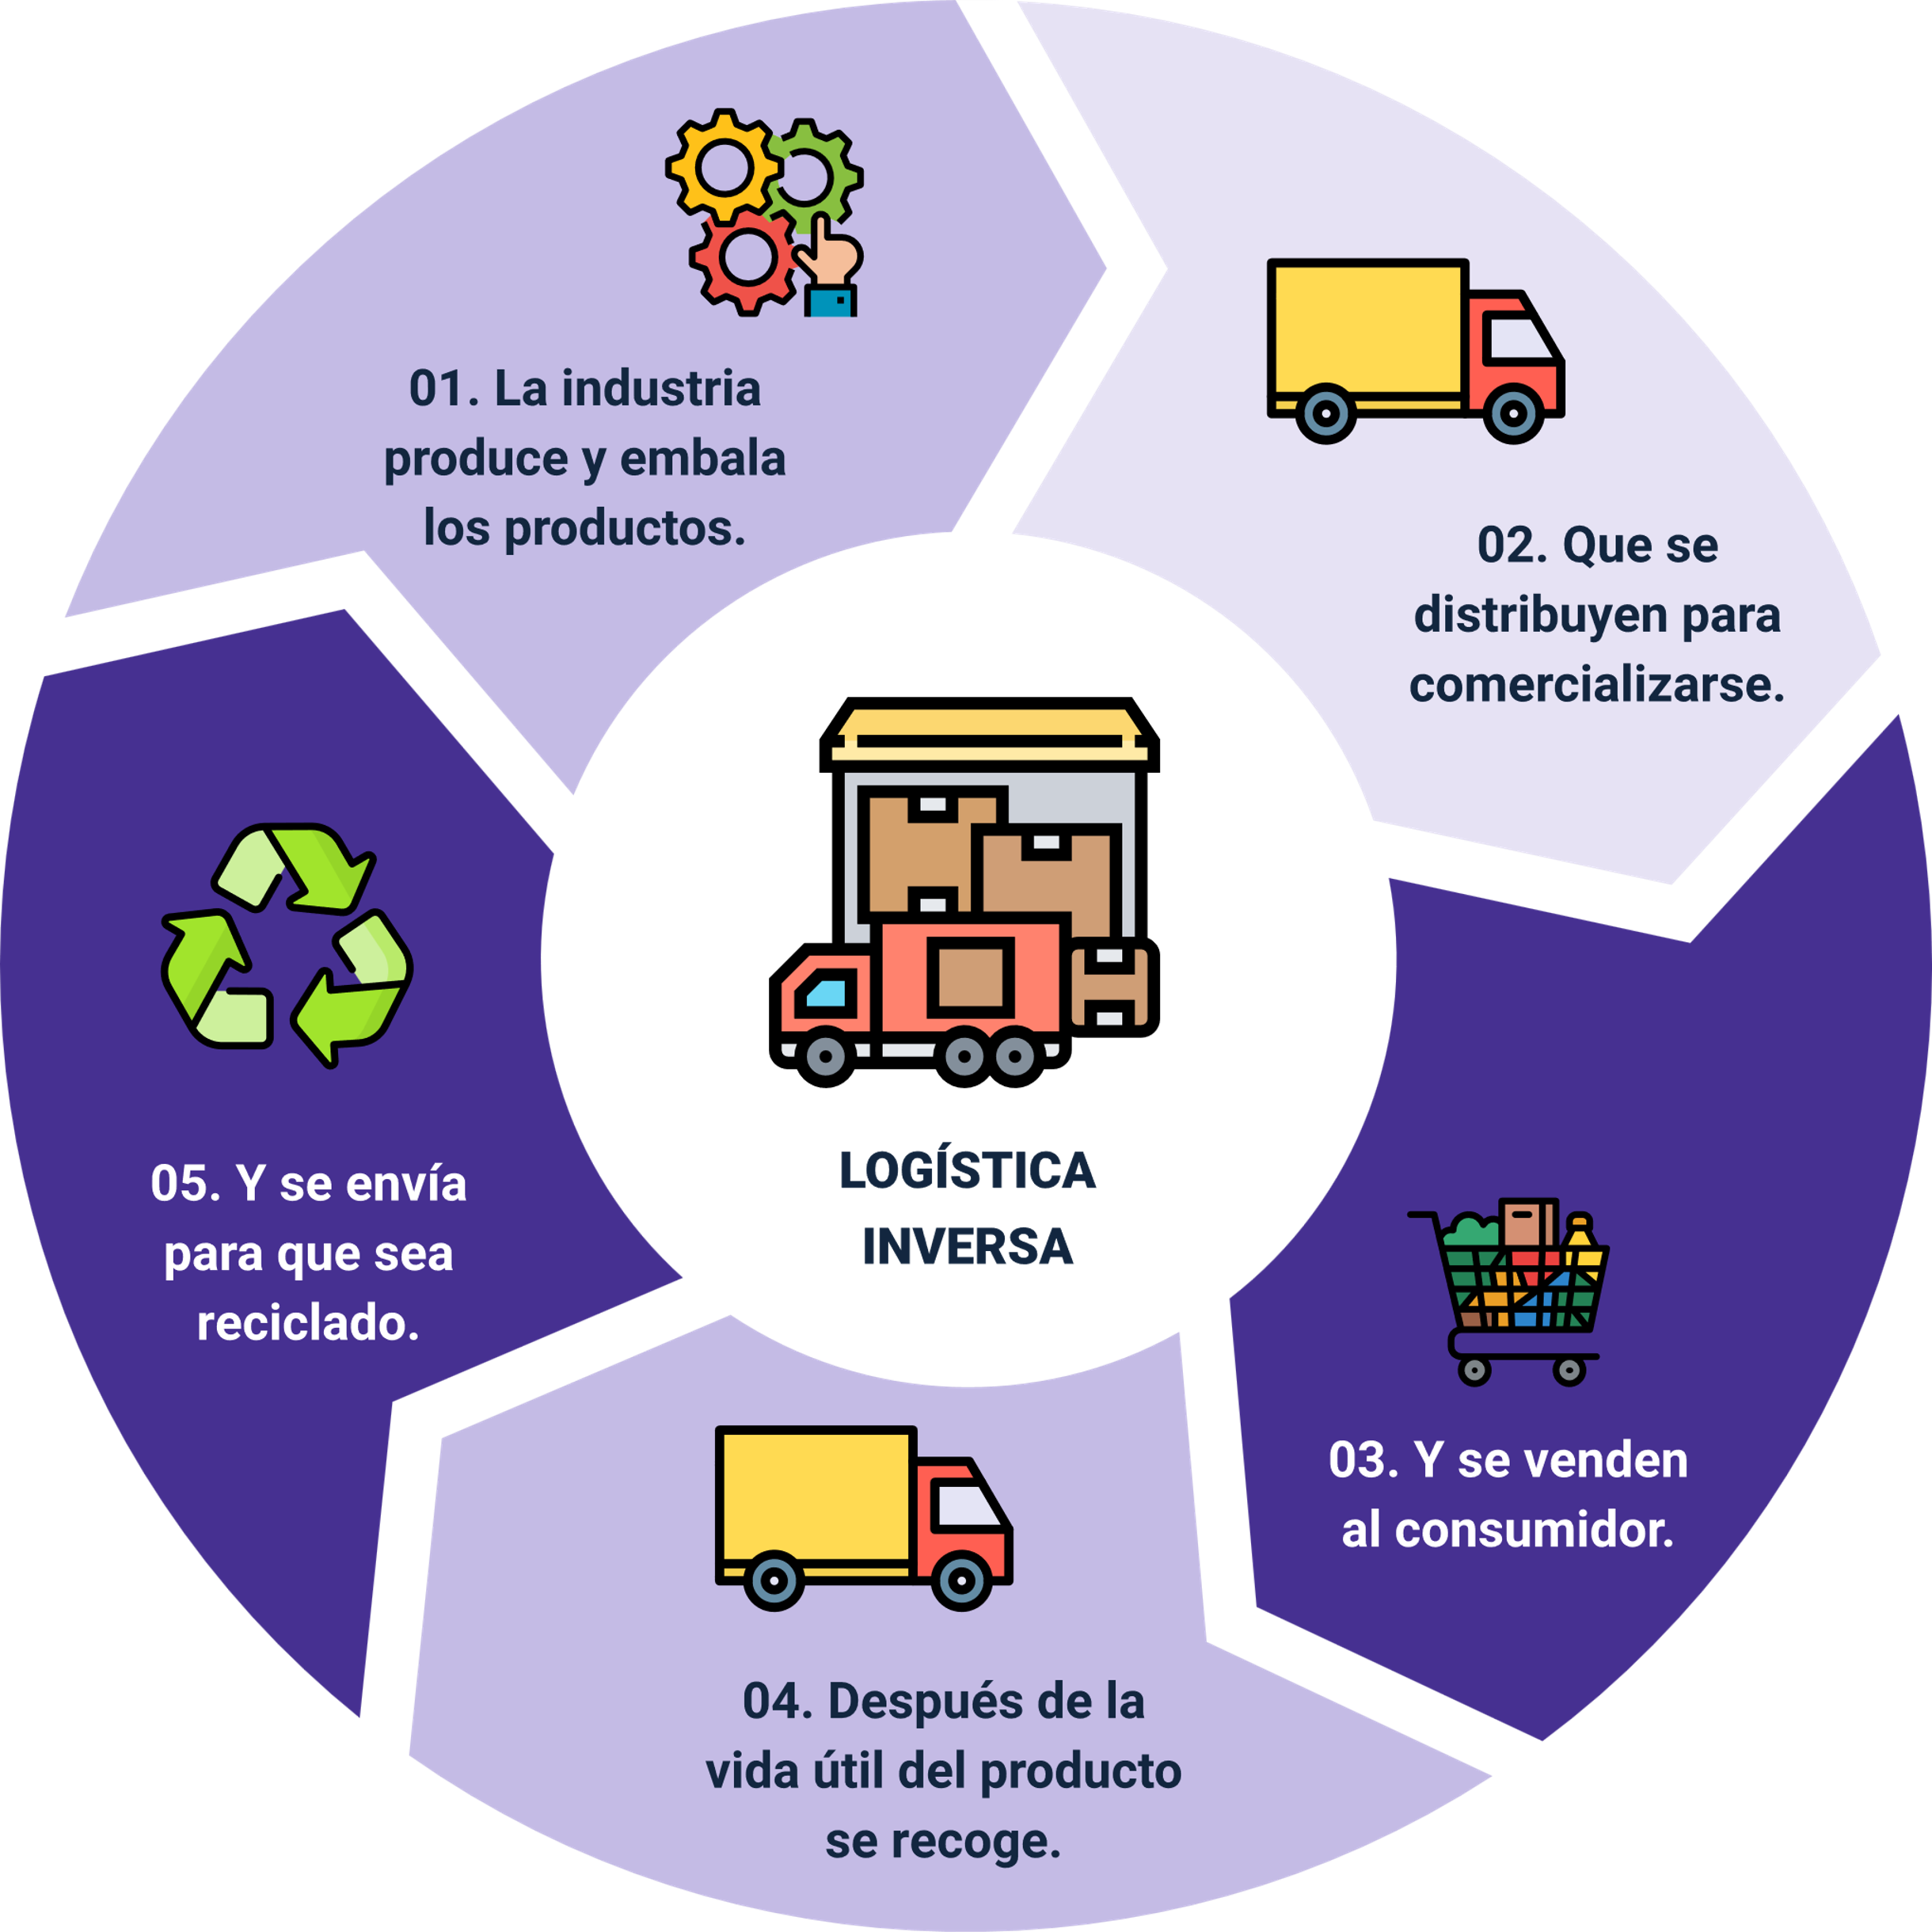 01. La industria
produce y embala
los productos.
02. Que se
distribuyen para
comercializarse.
LOGÍSTICA
INVERSA
03. Y se venden
al consumidor.
04. Después de la
vida útil del producto
se recoge.
05. Y se envía
para que sea
reciclado.